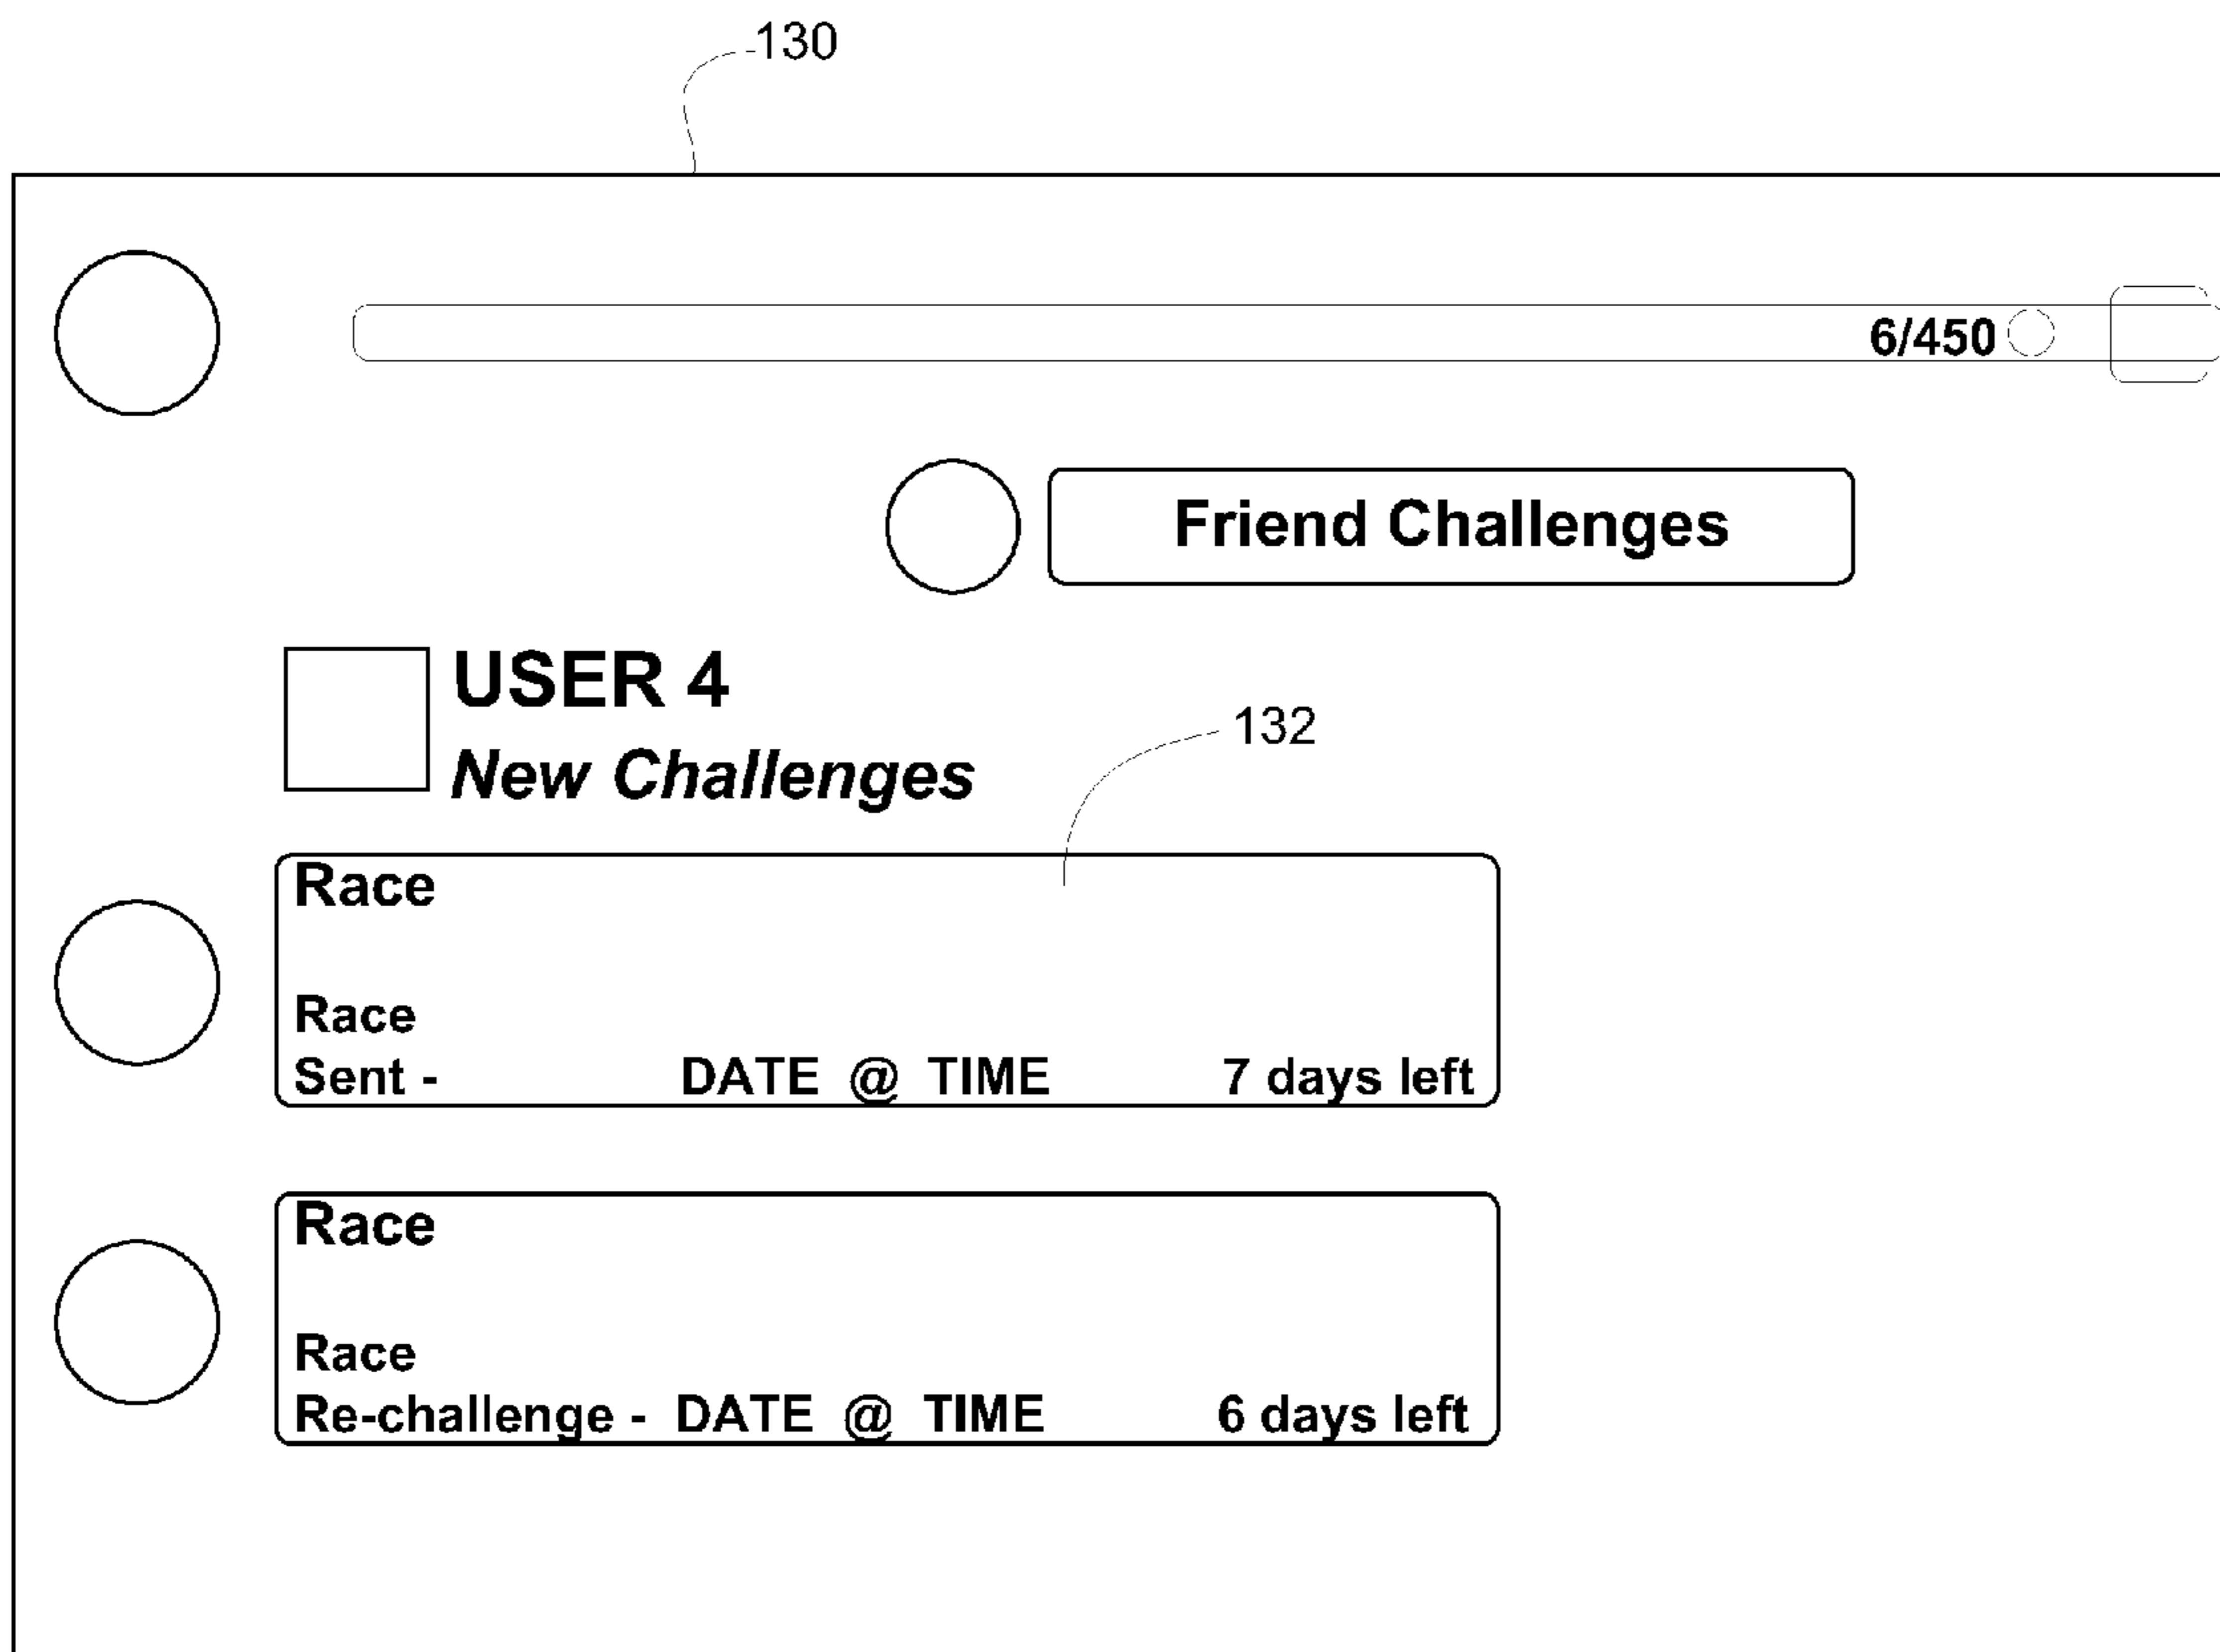 130
6/450
Friend Challenges
USER 4
New Challenges
132
Race
Race
Sent - DATE @ TIME 7 days left
Race
Race
Re-challenge - DATE @ TIME 6 days left